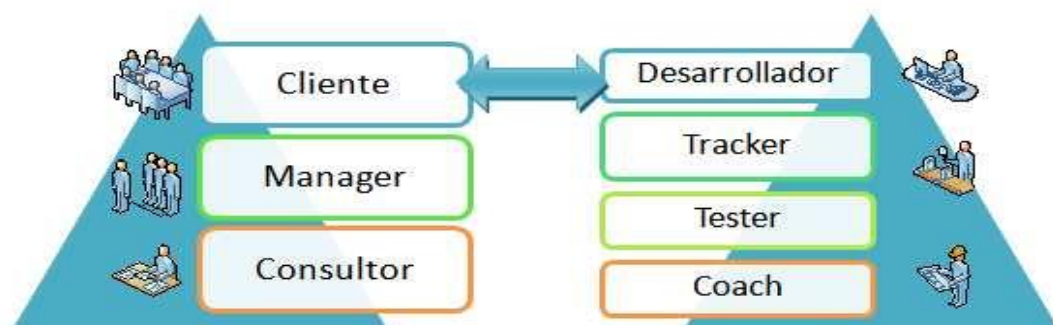 Cliente
Manager
Consultor
Desarrollador
Tracker
Tester
Coach